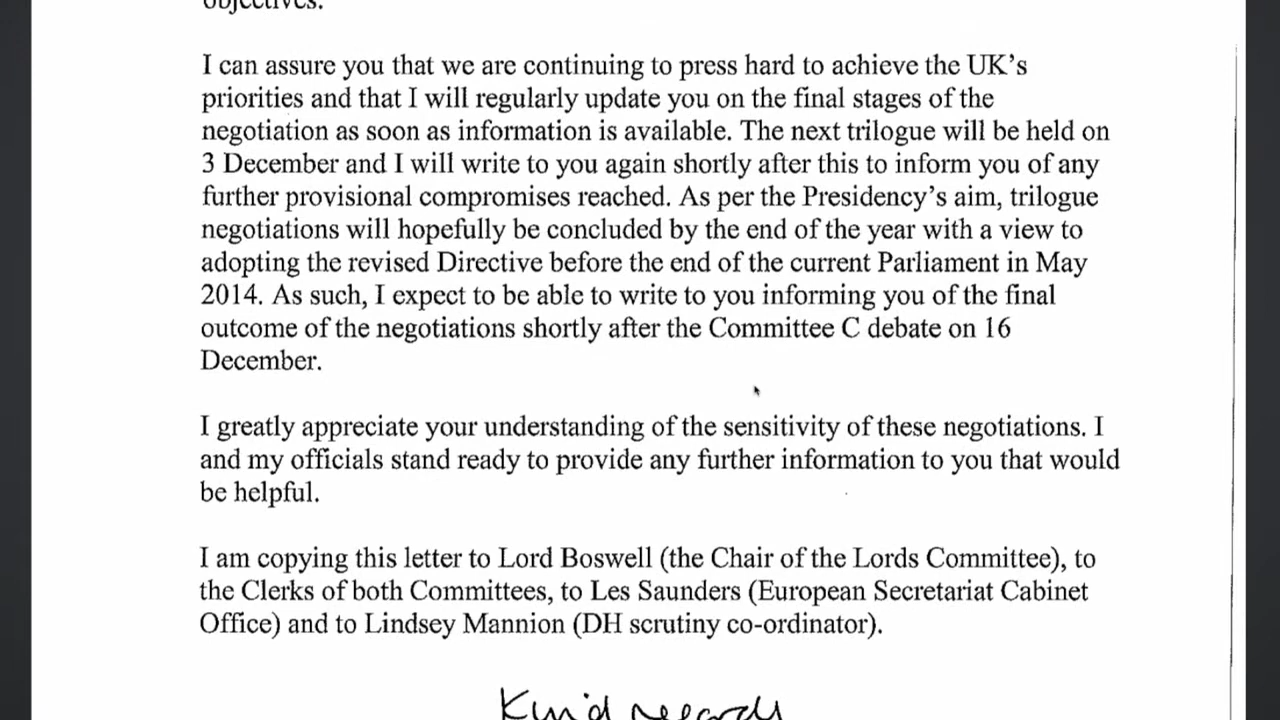 objectives.
I can assure you that we are continuing to press hard to achieve the UK's
priorities and that I will regularly update you on the final stages of the
negotiation as soon as information is available. The next trilogue will be held on
3 December and I will write to you again shortly after this to inform you of any
further provisional compromises reached. As per the Presidency's aim, trilogue
negotiations will hopefully be concluded by the end of the year with a view to
adopting the revised Directive before the end of the current Parliament in May
2014. As such, I expect to be able to write to you informing you of the final
outcome of the negotiations shortly after the Committee C debate on 16
December.
I greatly appreciate your understanding of the sensitivity of these negotiations. I
and my officials stand ready to provide any further information to you that would
be helpful.
I am copying this letter to Lord Boswell (the Chair of the Lords Committee), to
the Clerks of both Committees, to Les Saunders (European Secretariat Cabinet
Office) and to Lindsey Mannion (DH scrutiny co-ordinator).
Kind regards